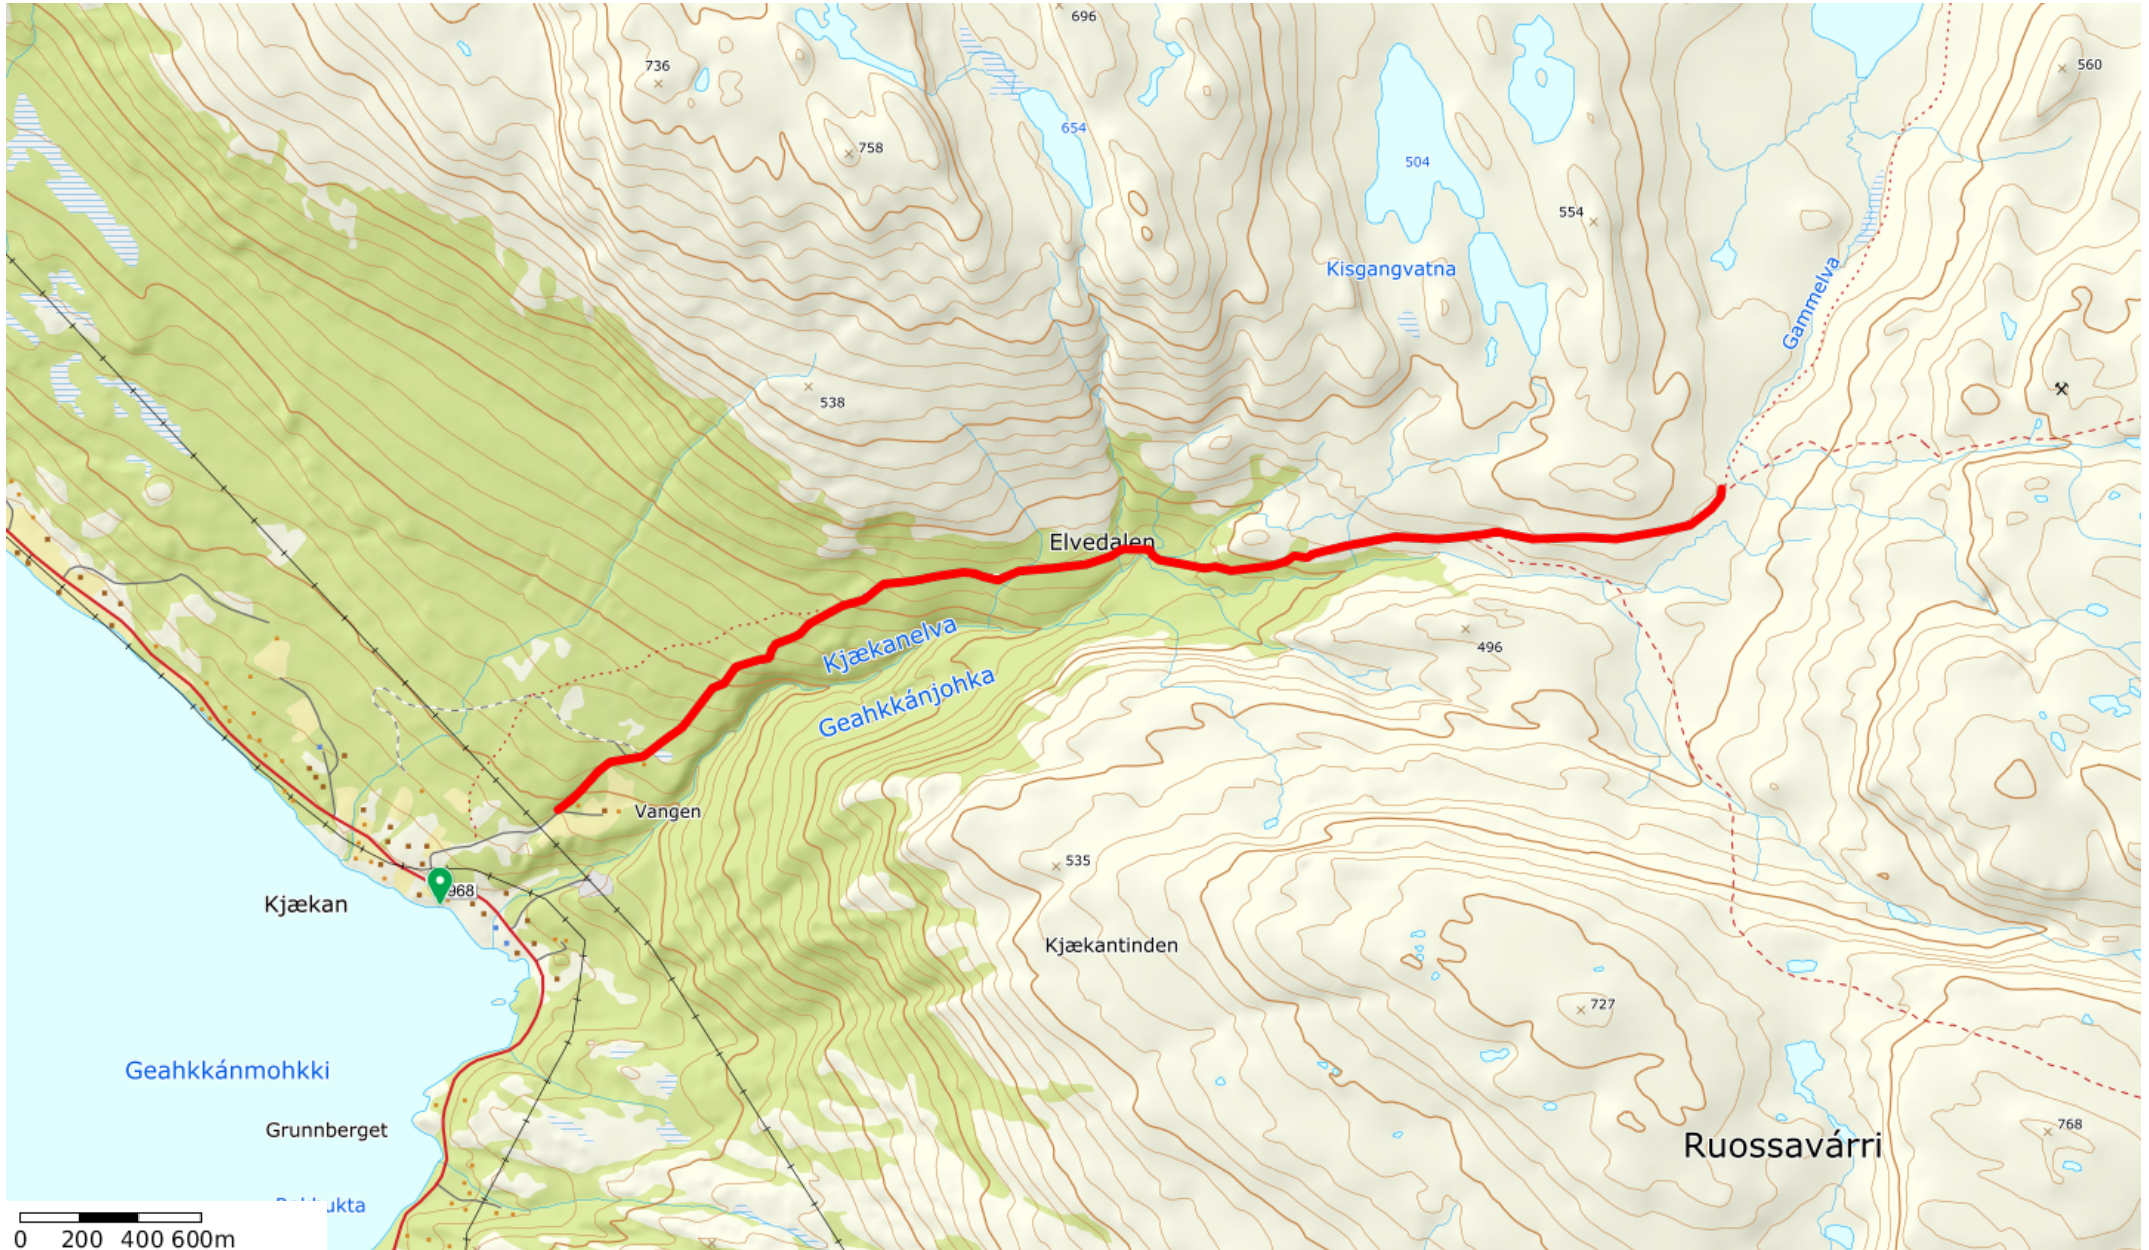 696
736
560
654
758
504
554
Kisgangvatna
Gammelva
538
Elvedalen
Kjækanelva
496
Geahkkánjohka
Vangen
535
968
Kjækan
Kjækantinden
727
Geahkkánmohkki
768
Grunnberget
Ruossavárri
0 200 400 600m